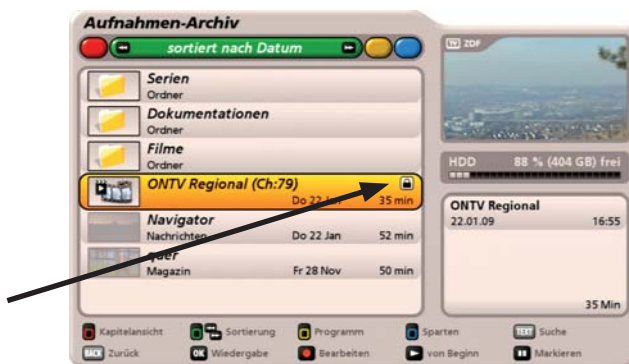 Aufnahmen-Archiv
sortiert nach Datum
Serien
Ordner
Dokumentationen
Ordner
Filme
Ordner
ONTV Regional (Ch:79)
Do 22 Jan 35 min
Navigator
Nachrichten Do 22 Jan 52 min
quer
Magazin Fr 28 Nov 50 min
TV ZDF
HDD 88 % (404 GB) frei
ONTV Regional
22.01.09 16:55
35 Min
Kapitelansicht Sortierung Programm Sparten TEXT Suche
BACK Zurück OK Wiedergabe Bearbeiten von Beginn Markieren